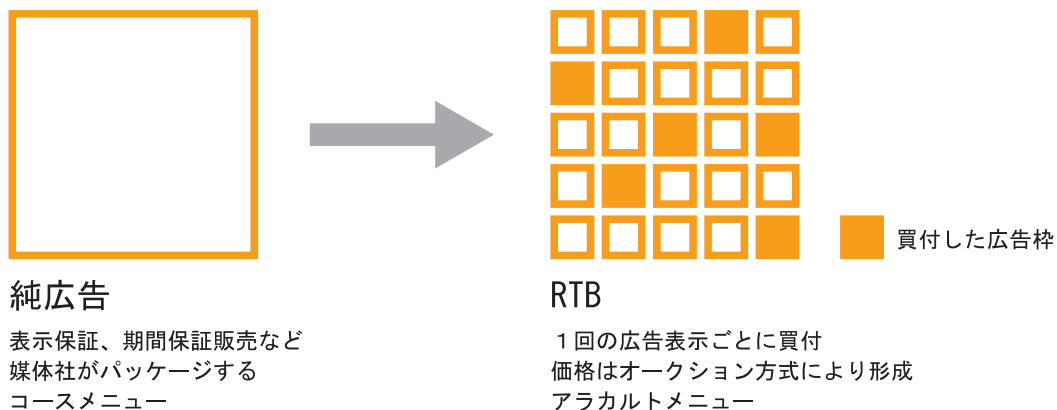 買付した広告枠
純広告
表示保証、期間保証販売など
媒体社がパッケージする
コースメニュー
RTB
１回の広告表示ごとに買付
価格はオークション方式により形成
アラカルトメニュー